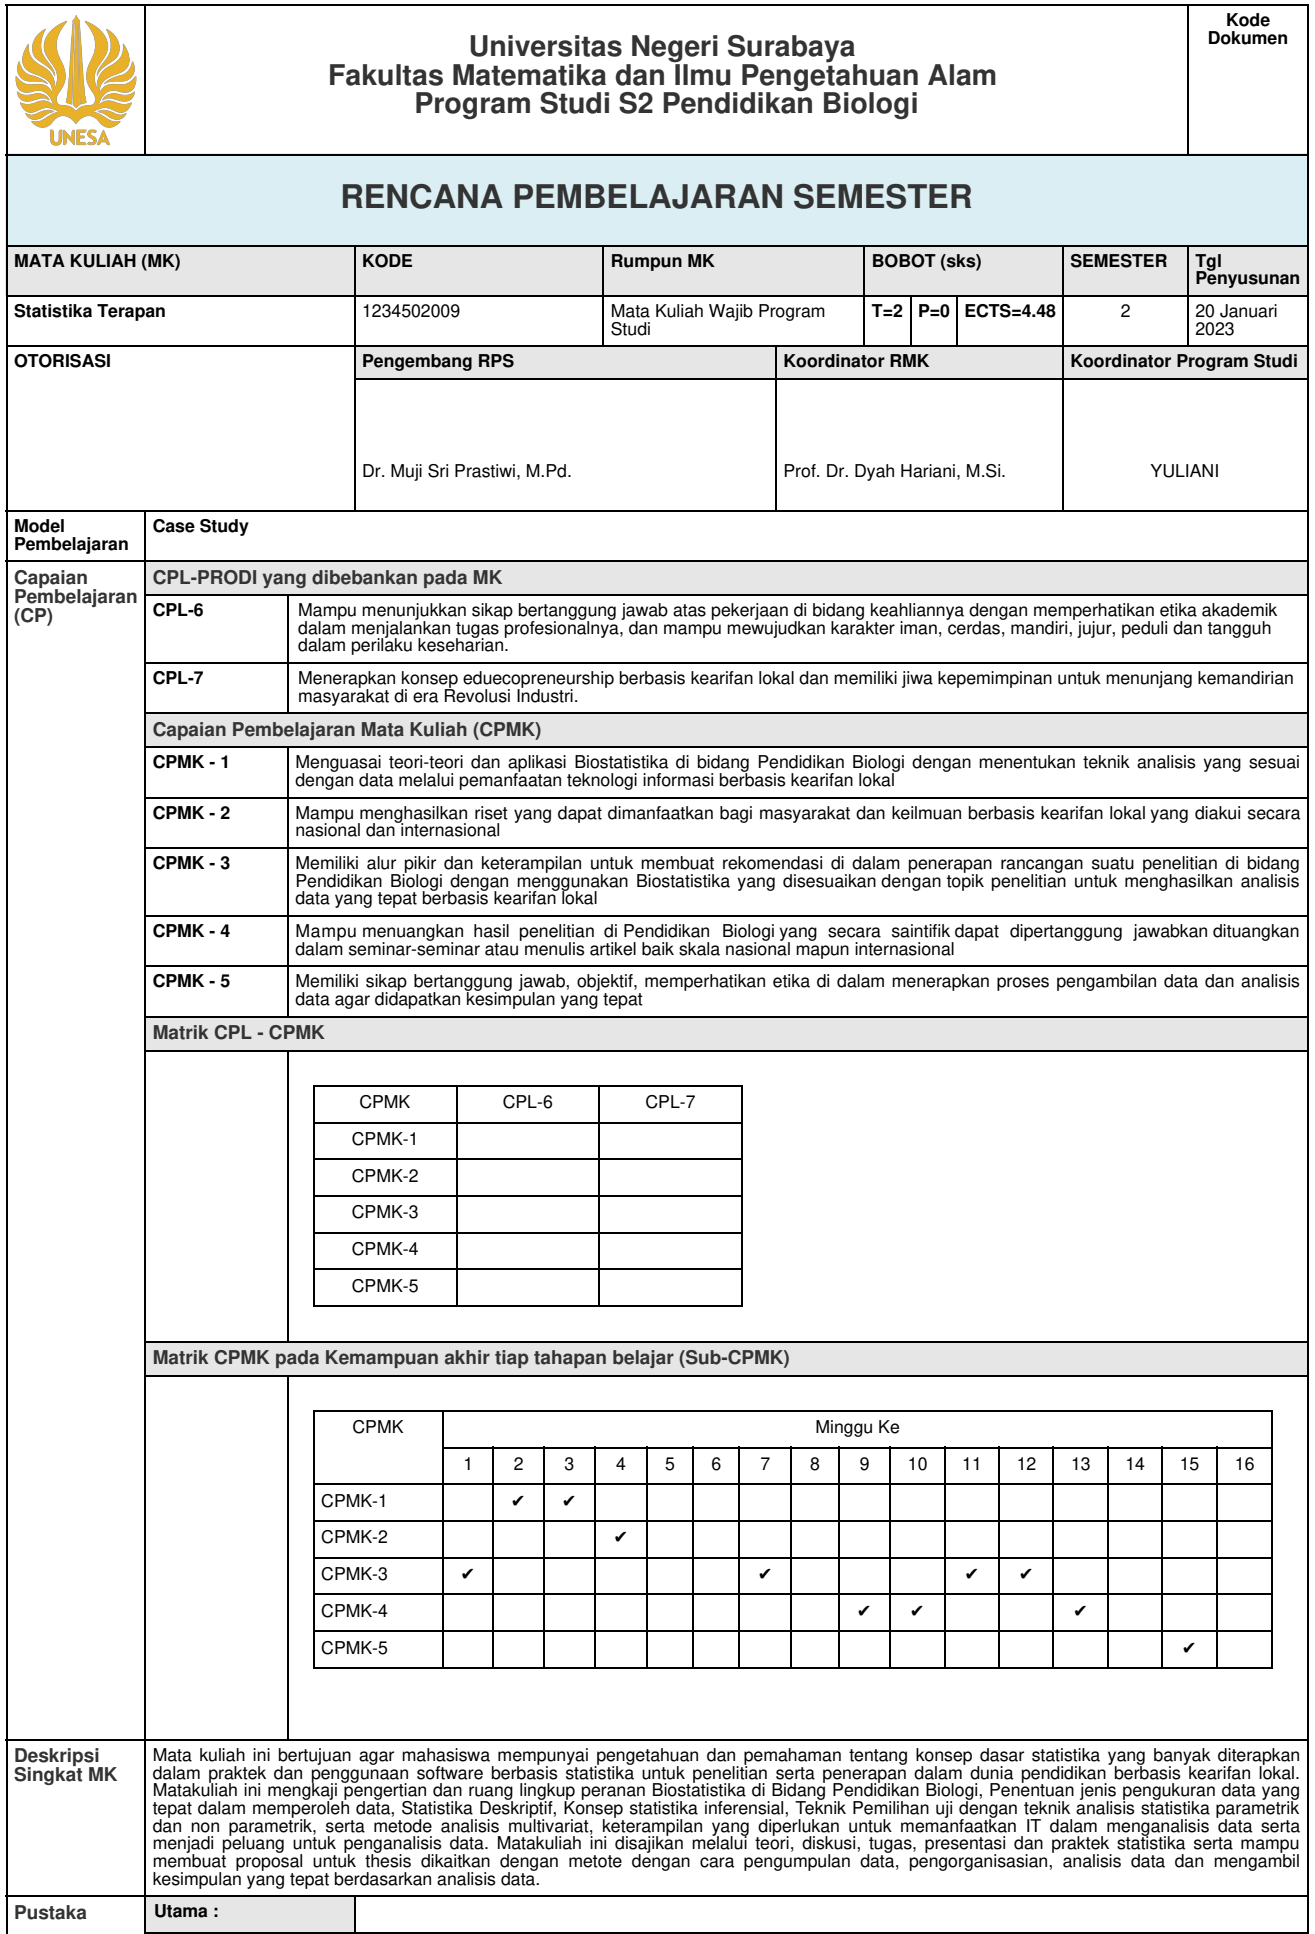 UNESA
Universitas Negeri Surabaya
Fakultas Matematika dan Ilmu Pengetahuan Alam
Program Studi S2 Pendidikan Biologi
Kode
Dokumen
RENCANA PEMBELAJARAN SEMESTER
MATA KULIAH (MK) KODE Rumpun MK BOBOT (sks) SEMESTER Tgl
Penyusunan
Statistika Terapan 1234502009 Mata Kuliah Wajib Program
Studi T=2 P=0 ECTS=4.48 2 20 Januari
2023
OTORISASI Pengembang RPS Koordinator RMK Koordinator Program Studi
Dr. Muji Sri Prastiwi, M.Pd. Prof. Dr. Dyah Hariani, M.Si. YULIANI
Model
Pembelajaran
Case Study
Capaian
Pembelajaran
(CP)
CPL-PRODI yang dibebankan pada MK
CPL-6 Mampu menunjukkan sikap bertanggung jawab atas pekerjaan di bidang keahliannya dengan memperhatikan etika akademik
dalam menjalankan tugas profesionalnya, dan mampu mewujudkan karakter iman, cerdas, mandiri, jujur, peduli dan tangguh
dalam perilaku keseharian.
CPL-7 Menerapkan konsep eduecopreneurship berbasis kearifan lokal dan memiliki jiwa kepemimpinan untuk menunjang kemandirian
masyarakat di era Revolusi Industri.
Capaian Pembelajaran Mata Kuliah (CPMK)
CPMK - 1 Menguasai teori-teori dan aplikasi Biostatistika di bidang Pendidikan Biologi dengan menentukan teknik analisis yang sesuai
dengan data melalui pemanfaatan teknologi informasi berbasis kearifan lokal
CPMK - 2 Mampu menghasilkan riset yang dapat dimanfaatkan bagi masyarakat dan keilmuan berbasis kearifan lokal yang diakui secara
nasional dan internasional
CPMK - 3 Memiliki alur pikir dan keterampilan untuk membuat rekomendasi di dalam penerapan rancangan suatu penelitian di bidang
Pendidikan Biologi dengan menggunakan Biostatistika yang disesuaikan dengan topik penelitian untuk menghasilkan analisis
data yang tepat berbasis kearifan lokal
CPMK - 4 Mampu menuangkan hasil penelitian di Pendidikan Biologi yang secara saintifik dapat dipertanggung jawabkan dituangkan
dalam seminar-seminar atau menulis artikel baik skala nasional mapun internasional
CPMK - 5 Memiliki sikap bertanggung jawab, objektif, memperhatikan etika di dalam menerapkan proses pengambilan data dan analisis
data agar didapatkan kesimpulan yang tepat
Matrik CPL - CPMK
CPMK CPL-6 CPL-7
CPMK-1
CPMK-2
CPMK-3
CPMK-4
CPMK-5
Matrik CPMK pada Kemampuan akhir tiap tahapan belajar (Sub-CPMK)
CPMK Minggu Ke
1 2 3 4 5 6 7 8 9 10 11 12 13 14 15 16
CPMK-1 ✔ ✔
CPMK-2 ✔
CPMK-3 ✔ ✔ ✔ ✔
CPMK-4 ✔ ✔ ✔
CPMK-5 ✔
Deskripsi
Singkat MK
Mata kuliah ini bertujuan agar mahasiswa mempunyai pengetahuan dan pemahaman tentang konsep dasar statistika yang banyak diterapkan
dalam praktek dan penggunaan software berbasis statistika untuk penelitian serta penerapan dalam dunia pendidikan berbasis kearifan lokal.
Matakuliah ini mengkaji pengertian dan ruang lingkup peranan Biostatistika di Bidang Pendidikan Biologi, Penentuan jenis pengukuran data yang
tepat dalam memperoleh data, Statistika Deskriptif, Konsep statistika inferensial, Teknik Pemilihan uji dengan teknik analisis statistika parametrik
dan non parametrik, serta metode analisis multivariat, keterampilan yang diperlukan untuk memanfaatkan IT dalam menganalisis data serta
menjadi peluang untuk penganalisis data. Matakuliah ini disajikan melalui teori, diskusi, tugas, presentasi dan praktek statistika serta mampu
membuat proposal untuk thesis dikaitkan dengan metote dengan cara pengumpulan data, pengorganisasian, analisis data dan mengambil
kesimpulan yang tepat berdasarkan analisis data.
Pustaka Utama :